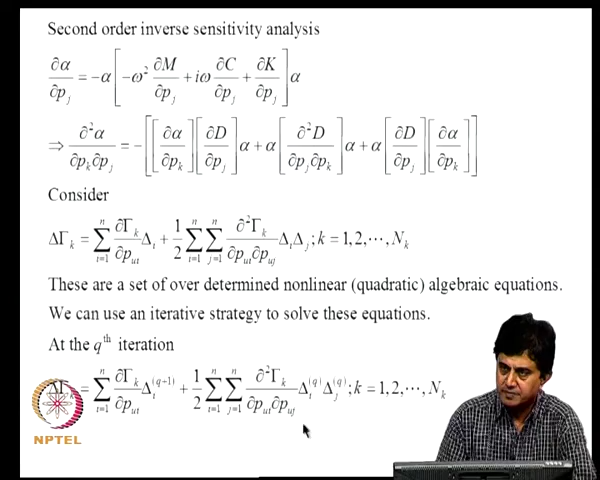 Second order inverse sensitivity analysis
∂α/∂p_j = −α[−ω² ∂M/∂p_j + iω ∂C/∂p_j + ∂K/∂p_j]α
⇒ ∂²α/∂p_k∂p_j = −[[∂α/∂p_k][∂D/∂p_j]α + α[∂²D/∂p_j∂p_k]α + α[∂D/∂p_j][∂α/∂p_k]]
Consider
ΔΓ_k = Σ_{t=1}^{n} ∂Γ_k/∂p_{ut} Δ_t + 1/2 Σ_{t=1}^{n} Σ_{j=1}^{n} ∂²Γ_k/∂p_{ut}∂p_{uj} Δ_tΔ_j; k = 1, 2, ⋯, N_k
These are a set of over determined nonlinear (quadratic) algebraic equations.
We can use an iterative strategy to solve these equations.
At the q^th iteration
ΔΓ_k = Σ_{t=1}^{n} ∂Γ_k/∂p_{ut} Δ_t^{(q+1)} + 1/2 Σ_{t=1}^{n} Σ_{j=1}^{n} ∂²Γ_k/∂p_{ut}∂p_{uj} Δ_t^{(q)}Δ_j^{(q)}; k = 1, 2, ⋯, N_k
NPTEL